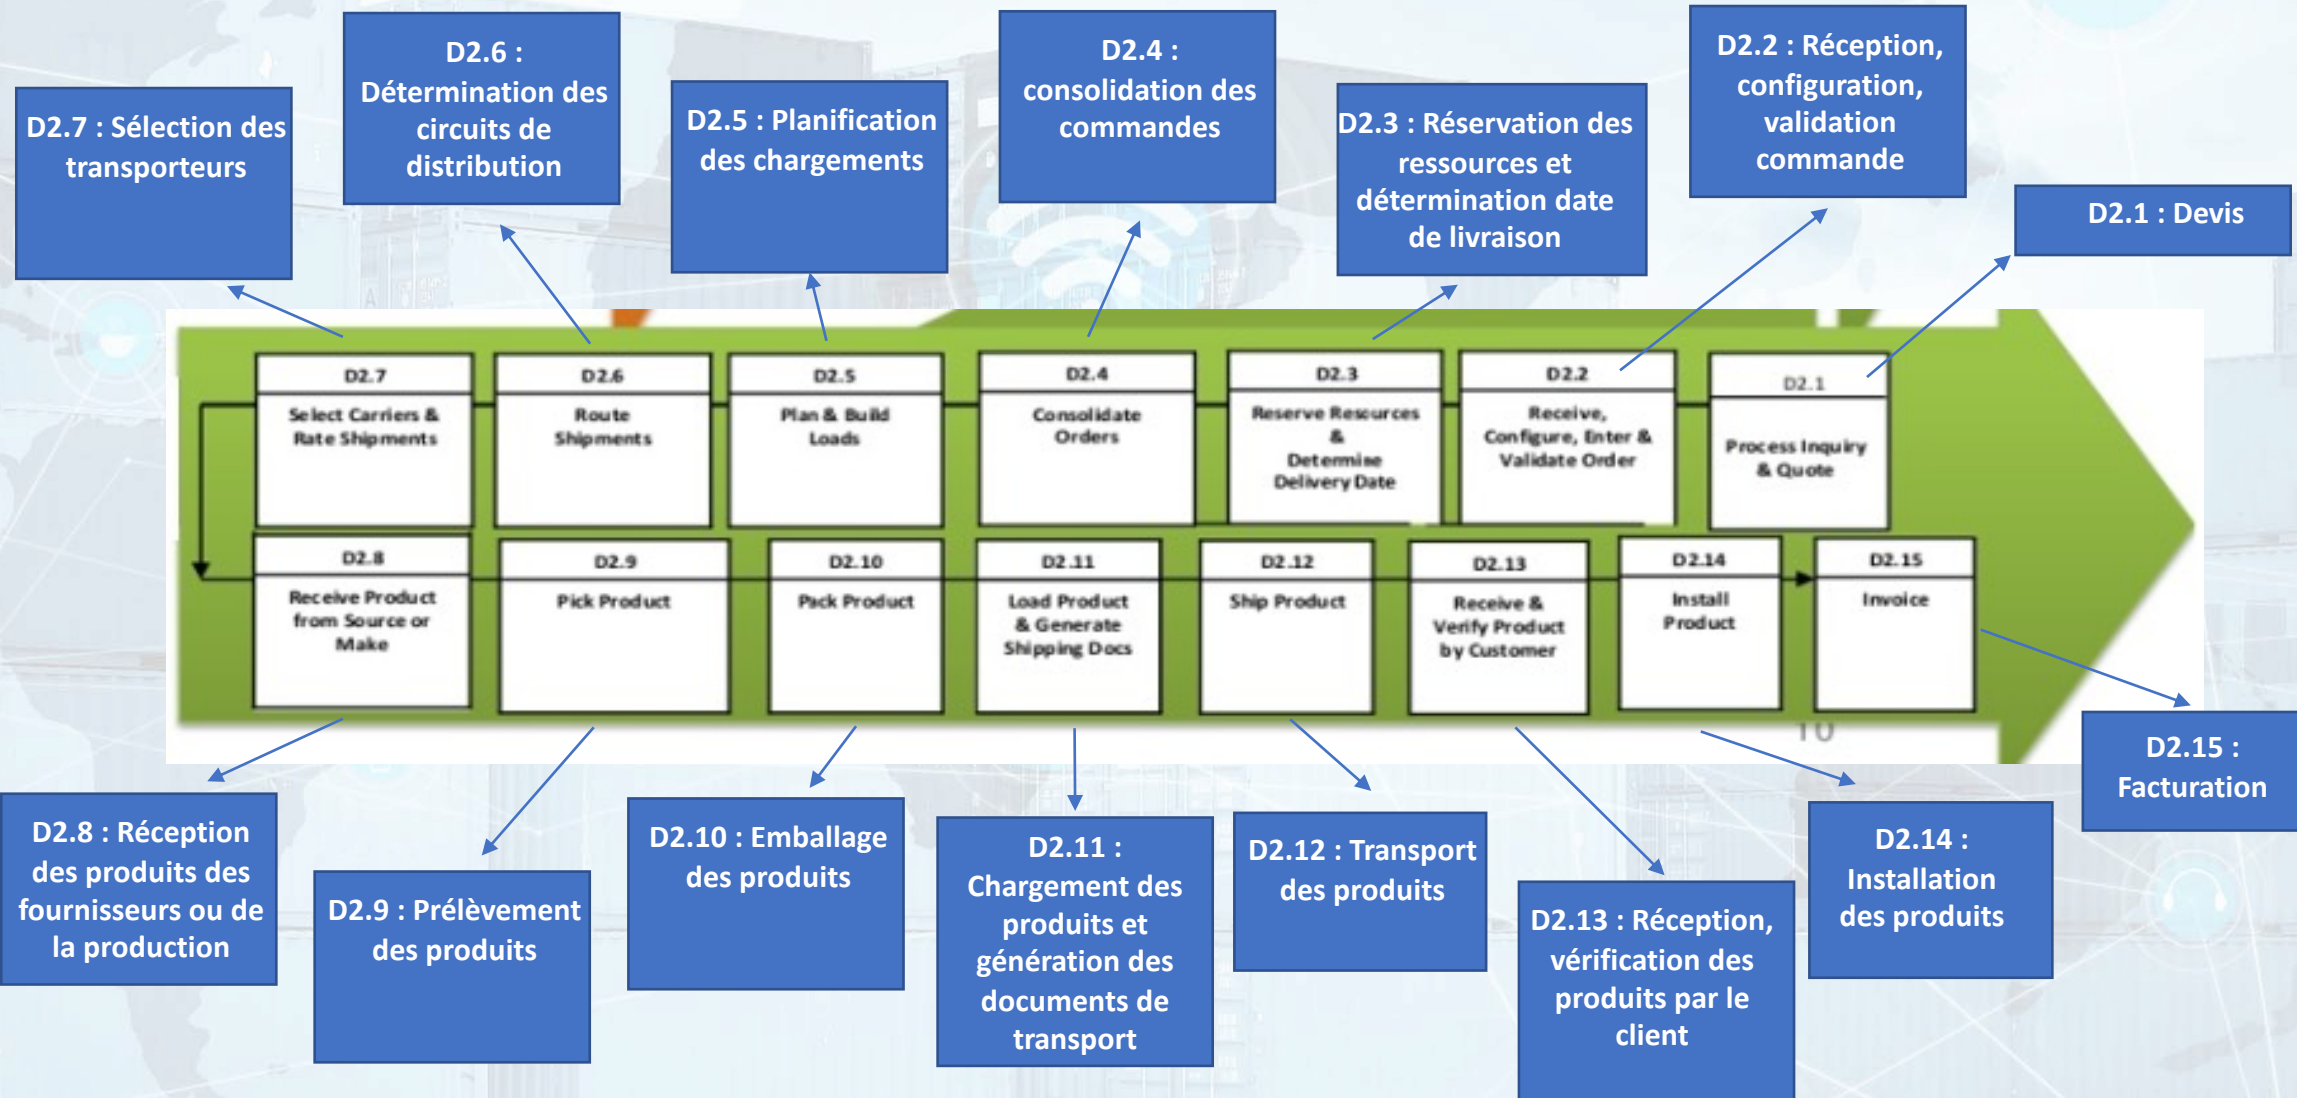 D2.7 : Sélection des
transporteurs
D2.6 :
Détermination des
circuits de
distribution
D2.5 : Planification
des chargements
D2.4 :
consolidation des
commandes
D2.3 : Réservation des
ressources et
détermination date
de livraison
D2.2 : Réception,
configuration,
validation
commande
D2.1 : Devis
D2.7
Select Carriers &
Rate Shipments
D2.6
Route
Shipments
D2.5
Plan & Build
Loads
D2.4
Consolidate
Orders
D2.3
Reserve Resources
&
Determine
Delivery Date
D2.2
Receive,
Configure, Enter &
Validate Order
D2.1
Process Inquiry
& Quote
D2.8
Receive Product
from Source or
Make
D2.9
Pick Product
D2.10
Pack Product
D2.11
Load Product
& Generate
Shipping Docs
D2.12
Ship Product
D2.13
Receive &
Verify Product
by Customer
D2.14
Install
Product
D2.15
Invoice
10
D2.8 : Réception
des produits des
fournisseurs ou de
la production
D2.9 : Prélèvement
des produits
D2.10 : Emballage
des produits
D2.11 :
Chargement des
produits et
génération des
documents de
transport
D2.12 : Transport
des produits
D2.13 : Réception,
vérification des
produits par le
client
D2.14 :
Installation
des produits
D2.15 :
Facturation